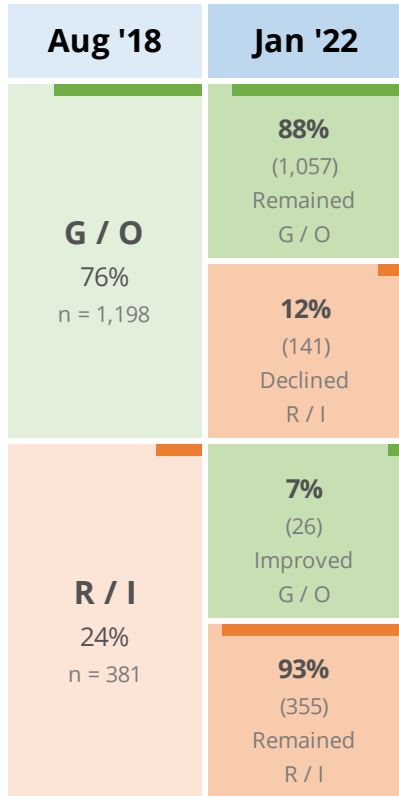 Aug '18
Jan '22
G / O
76%
n = 1,198
88%
(1,057)
Remained
G / O
12%
(141)
Declined
R / I
R / I
24%
n = 381
7%
(26)
Improved
G / O
93%
(355)
Remained
R / I